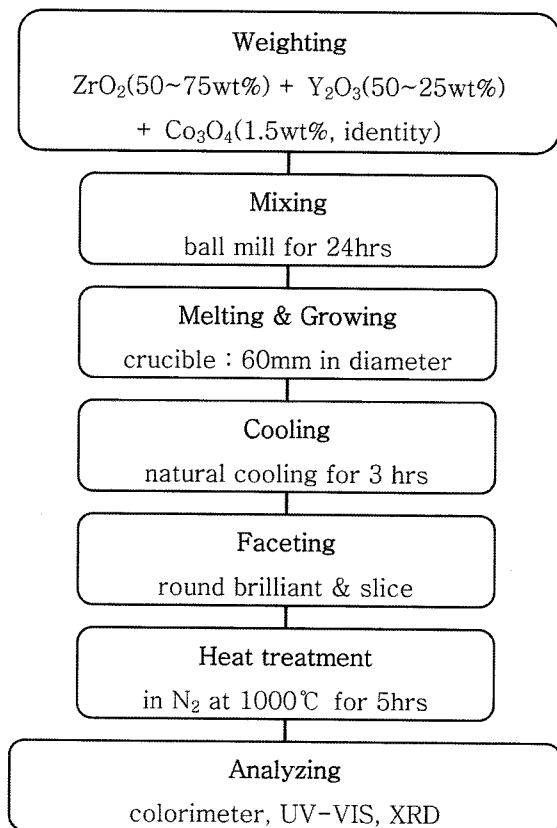 Weighting
ZrO₂(50~75wt%) + Y₂O₃(50~25wt%)
+ Co₃O₄(1.5wt%, identity)
Mixing
ball mill for 24hrs
Melting & Growing
crucible : 60mm in diameter
Cooling
natural cooling for 3 hrs
Faceting
round brilliant & slice
Heat treatment
in N₂ at 1000℃ for 5hrs
Analyzing
colorimeter, UV-VIS, XRD